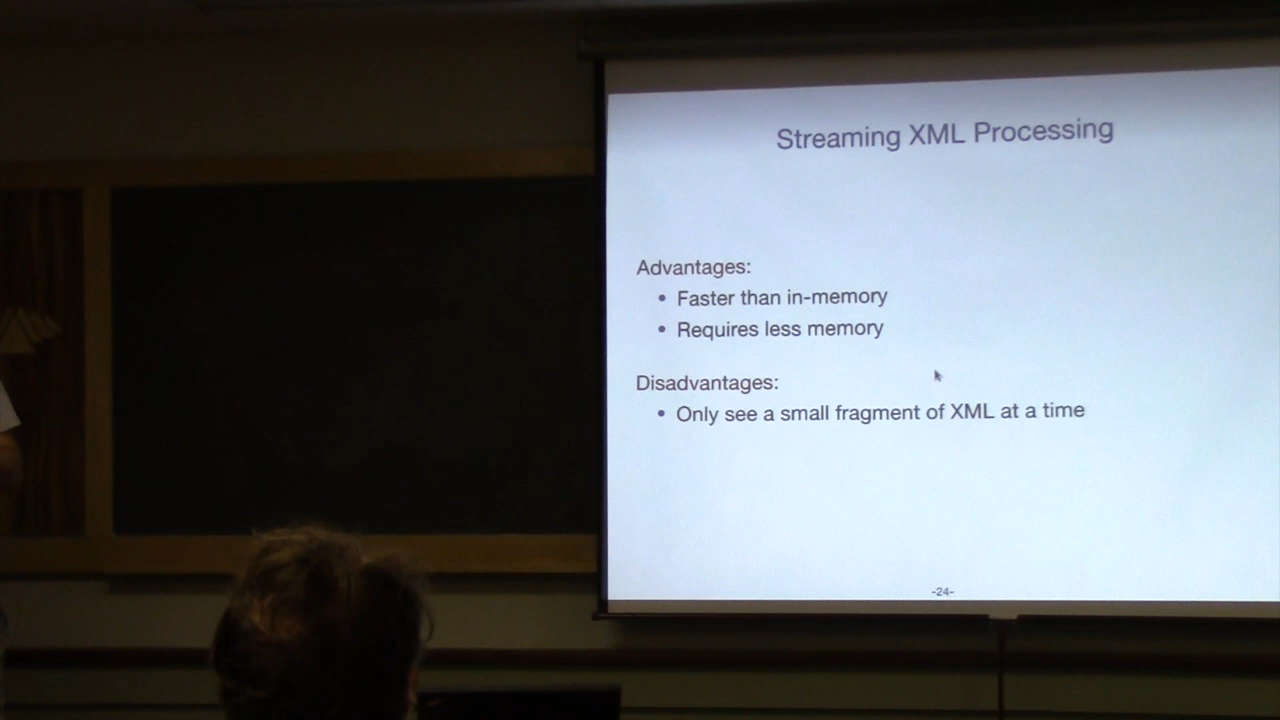 Streaming XML Processing
Advantages:
• Faster than in-memory
• Requires less memory
Disadvantages:
• Only see a small fragment of XML at a time
-24-